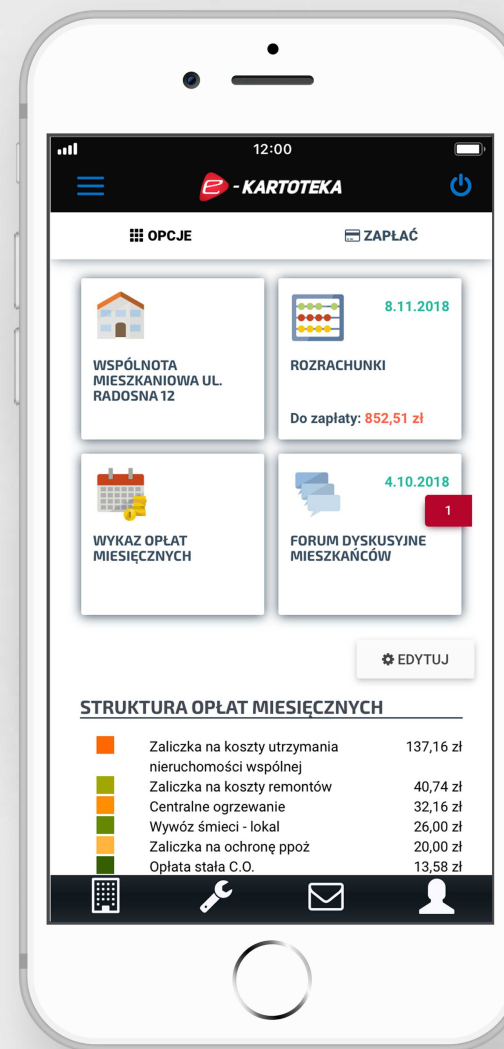 12:00
e - KARTOTEKA
OPCJE
ZAPŁAĆ
WSPÓLNOTA
MIESZKANIOWA UL.
RADOSNA 12
8.11.2018
ROZRACHUNKI
Do zapłaty: 852,51 zł
WYKAZ OPŁAT
MIESIĘCZNYCH
4.10.2018
1
FORUM DYSKUSYJNE
MIESZKAŃCÓW
EDYTUJ
STRUKTURA OPŁAT MIESIĘCZNYCH
Zaliczka na koszty utrzymania 137,16 zł
nieruchomości wspólnej
Zaliczka na koszty remontów 40,74 zł
Centralne ogrzewanie 32,16 zł
Wywóz śmieci - lokal 26,00 zł
Zaliczka na ochronę ppoż 20,00 zł
Opłata stała C.O. 13,58 zł